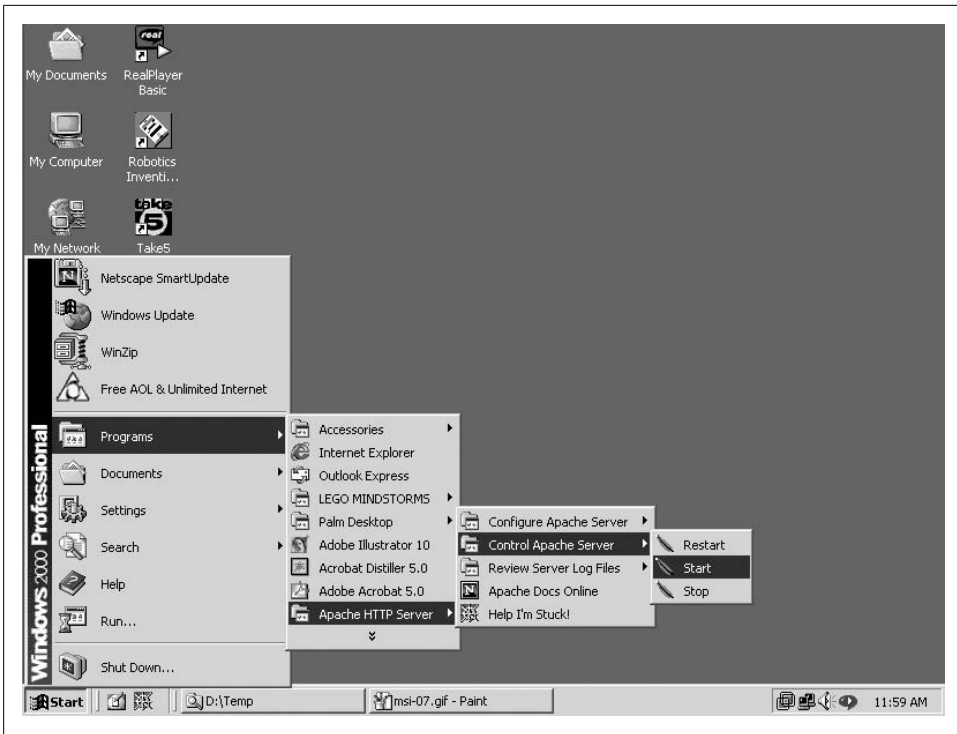 My Documents
real
RealPlayer
Basic
My Computer
Robotics
Inventi...
My Network
take
5
Take5
Windows 2000 Professional
N
Netscape SmartUpdate
Windows Update
WinZip
Free AOL & Unlimited Internet
Programs
Documents
Settings
Search
Help
Run...
Shut Down...
Accessories
Internet Explorer
Outlook Express
LEGO MINDSTORMS
Palm Desktop
Adobe Illustrator 10
Acrobat Distiller 5.0
Adobe Acrobat 5.0
Apache HTTP Server
Configure Apache Server
Control Apache Server
Review Server Log Files
N
Apache Docs Online
Help I'm Stuck!
Restart
Start
Stop
Start
D:\Temp
msi-07.gif - Paint
11:59 AM